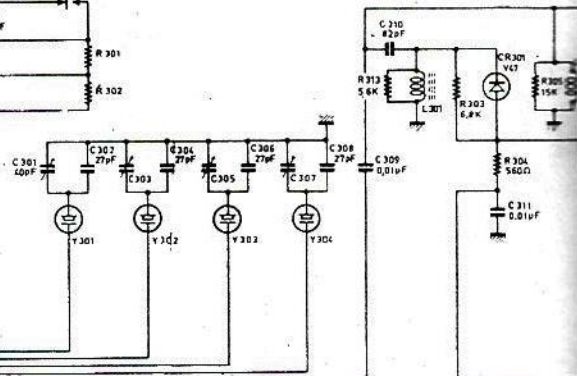 F
R 301
R 302
C 301
40pF
C 302
27pF
C 303
C 304
27pF
C 305
C 306
27pF
C 307
C 308
27pF
Y 301
Y 302
Y 303
Y 304
C 309
0,01µF
C 310
82pF
R 313
5,6K
L 301
R 303
6,8K
CR301
V47
R 305
15K
R 304
560Ω
C 311
0.01µF